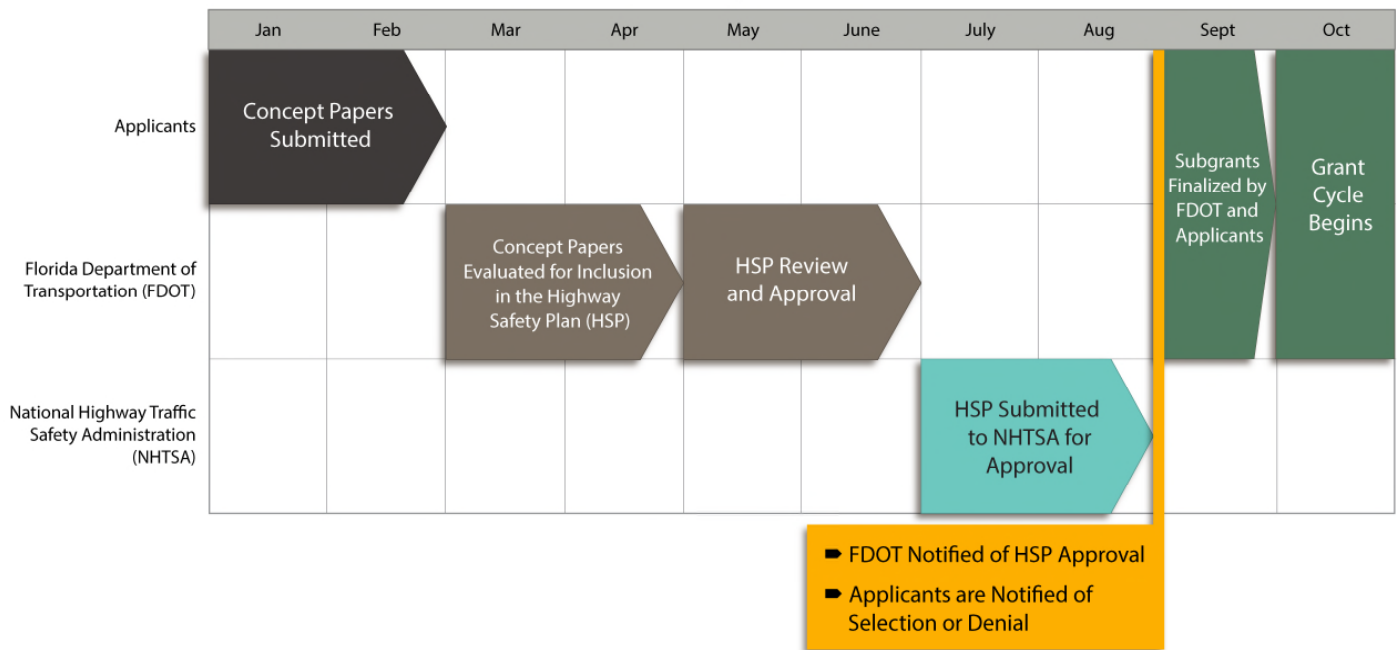 Jan Feb Mar Apr May June July Aug Sept Oct
Applicants
Concept Papers
Submitted
Subgrants
Finalized by
FDOT and
Applicants
Grant
Cycle
Begins
Florida Department of
Transportation (FDOT)
Concept Papers
Evaluated for Inclusion
in the Highway
Safety Plan (HSP)
HSP Review
and Approval
National Highway Traffic
Safety Administration
(NHTSA)
HSP Submitted
to NHTSA for
Approval
FDOT Notified of HSP Approval
Applicants are Notified of
Selection or Denial